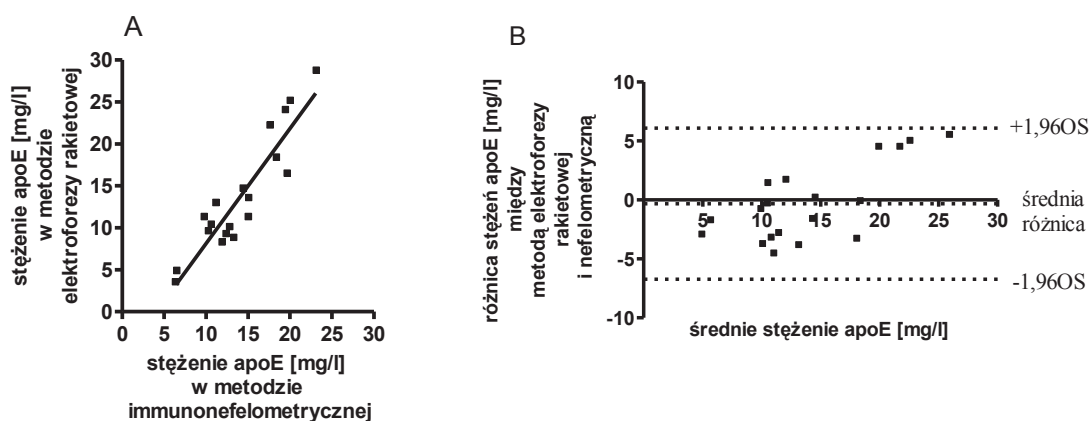 A
stężenie apoE [mg/l]
w metodzie
elektroforezy rakietowej
30
25
20
15
10
5
0
0 5 10 15 20 25 30
stężenie apoE [mg/l]
w metodzie
immunonefelometrycznej
B
różnica stężeń apoE [mg/l]
między
metodą elektroforezy
rakietowej
i nefelometryczną
10
5
0
-5
-10
5 10 15 20 25 30
+1,96OS
średnia
różnica
-1,96OS
średnie stężenie apoE [mg/l]